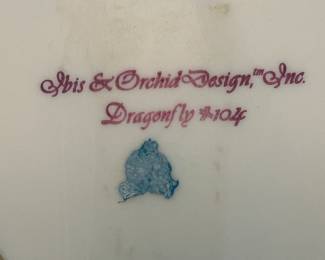 Ibis & Orchid Design,™ Inc.
Dragonfly #104